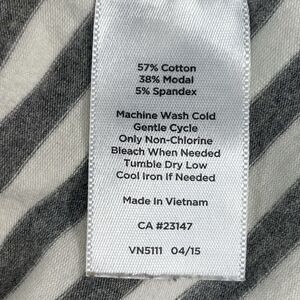 57% Cotton
38% Modal
5% Spandex
Machine Wash Cold
Gentle Cycle
Only Non-Chlorine
Bleach When Needed
Tumble Dry Low
Cool Iron If Needed
Made In Vietnam
CA #23147
VN5111 04/15